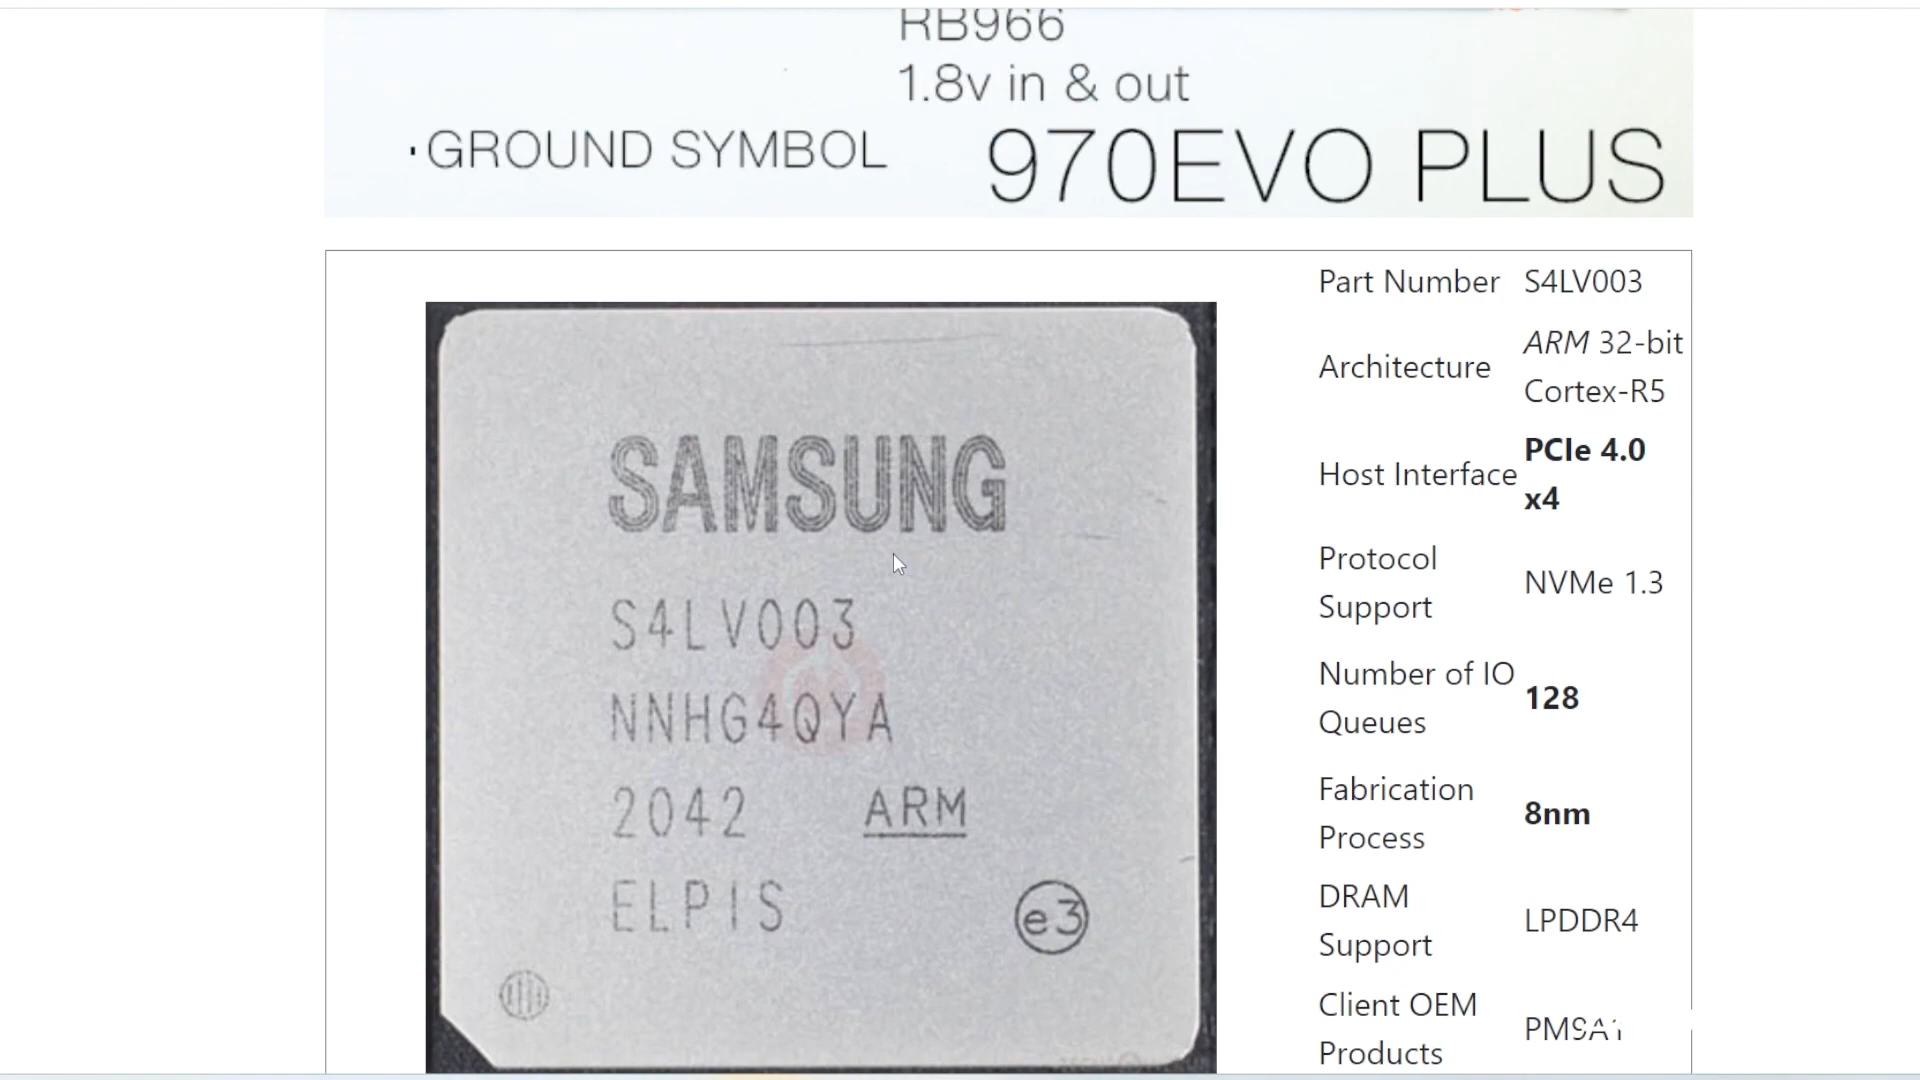 RB966
1.8v in & out
GROUND SYMBOL
970EVO PLUS
SAMSUNG
S4LV003
NNHG4QYA
2042 ARM
ELPIS
e3
Part Number S4LV003
Architecture ARM 32-bit Cortex-R5
Host Interface PCIe 4.0 x4
Protocol Support NVMe 1.3
Number of IO Queues 128
Fabrication Process 8nm
DRAM Support LPDDR4
Client OEM Products PM9A1